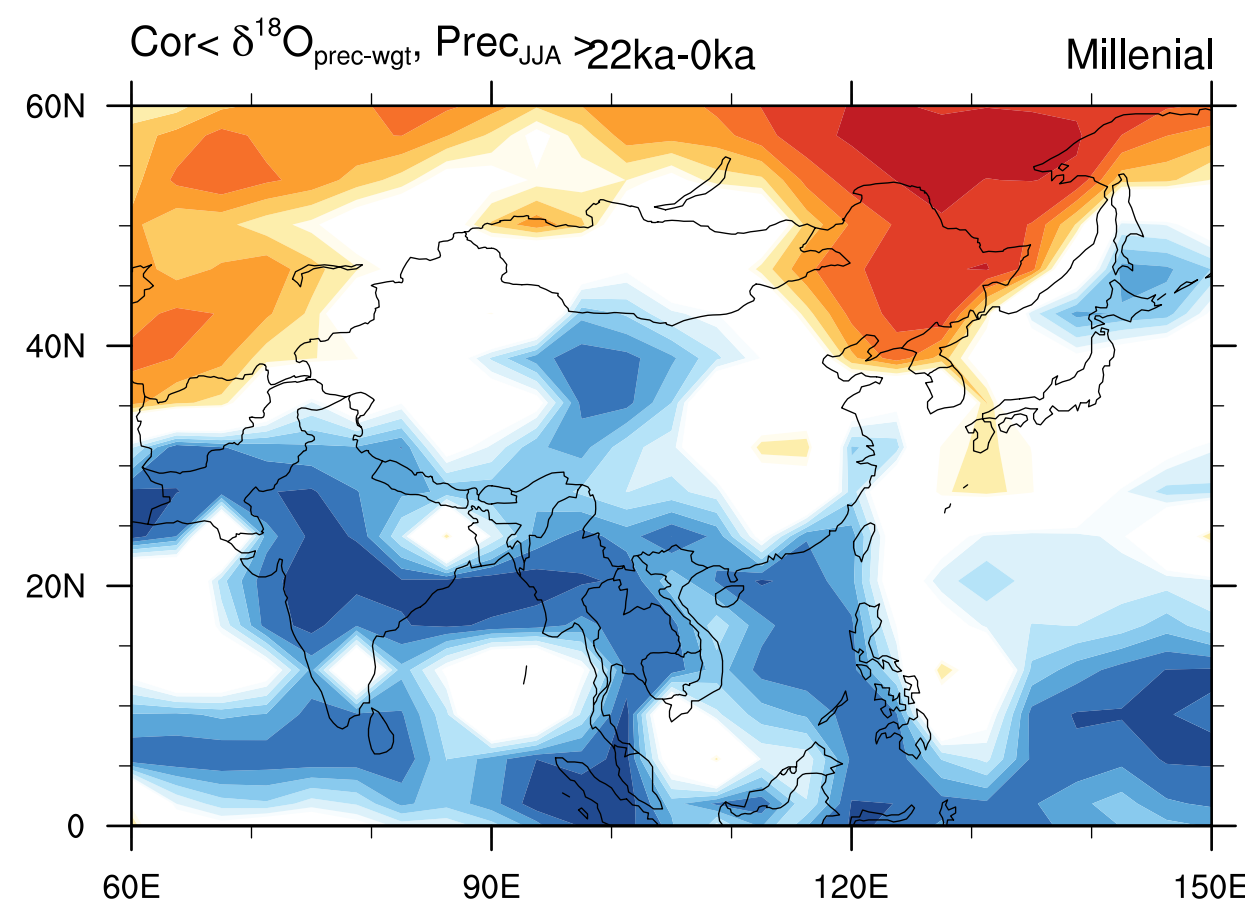 Cor< δ¹⁸Oprec-wgt, PrecJJA >22ka-0ka Millenial
60N
40N
20N
0
60E 90E 120E 150E